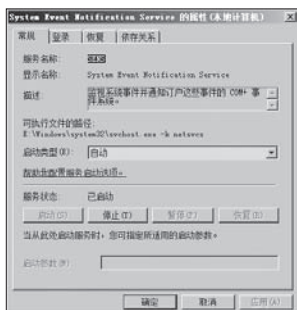 System Event Notification Service 的属性(本地计算机)
常规 登录 恢复 依存关系
服务名称: SENS
显示名称: System Event Notification Service
描述: 监视系统事件并通知订户这些事件的 COM+ 事
件系统。
可执行文件的路径:
E:\Windows\system32\svchost.exe -k netsvcs
启动类型(E): 自动
帮助我配置服务启动选项。
服务状态: 已启动
启动(S) 停止(T) 暂停(P) 恢复(R)
当从此处启动服务时,您可指定所适用的启动参数。
启动参数(M):
确定 取消 应用(A)